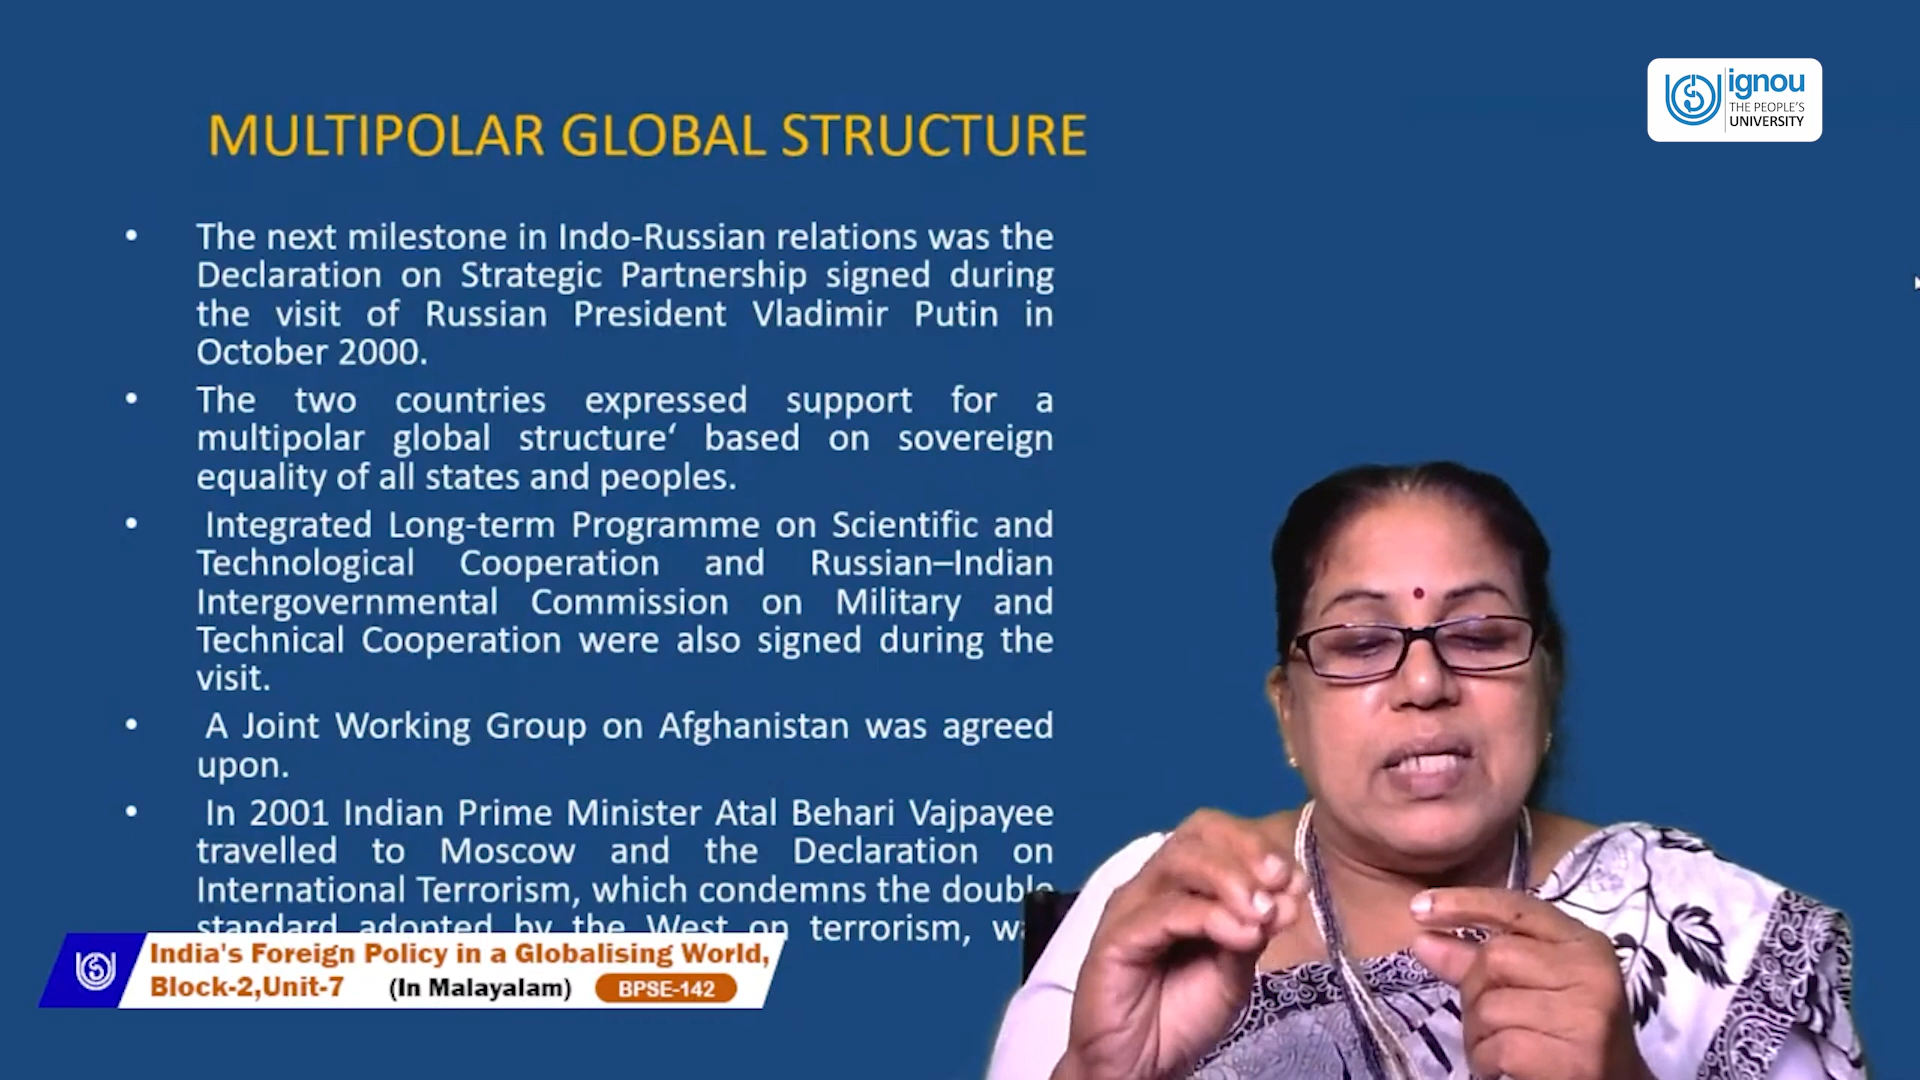 ignou
THE PEOPLE'S
UNIVERSITY
MULTIPOLAR GLOBAL STRUCTURE
• The next milestone in Indo-Russian relations was the
Declaration on Strategic Partnership signed during
the visit of Russian President Vladimir Putin in
October 2000.
• The two countries expressed support for a
multipolar global structure‘ based on sovereign
equality of all states and peoples.
• Integrated Long-term Programme on Scientific and
Technological Cooperation and Russian–Indian
Intergovernmental Commission on Military and
Technical Cooperation were also signed during the
visit.
• A Joint Working Group on Afghanistan was agreed
upon.
• In 2001 Indian Prime Minister Atal Behari Vajpayee
travelled to Moscow and the Declaration on
International Terrorism, which condemns the double
standard adopted by the West on terrorism,
India's Foreign Policy in a Globalising World,
Block-2,Unit-7 (In Malayalam) BPSE-142